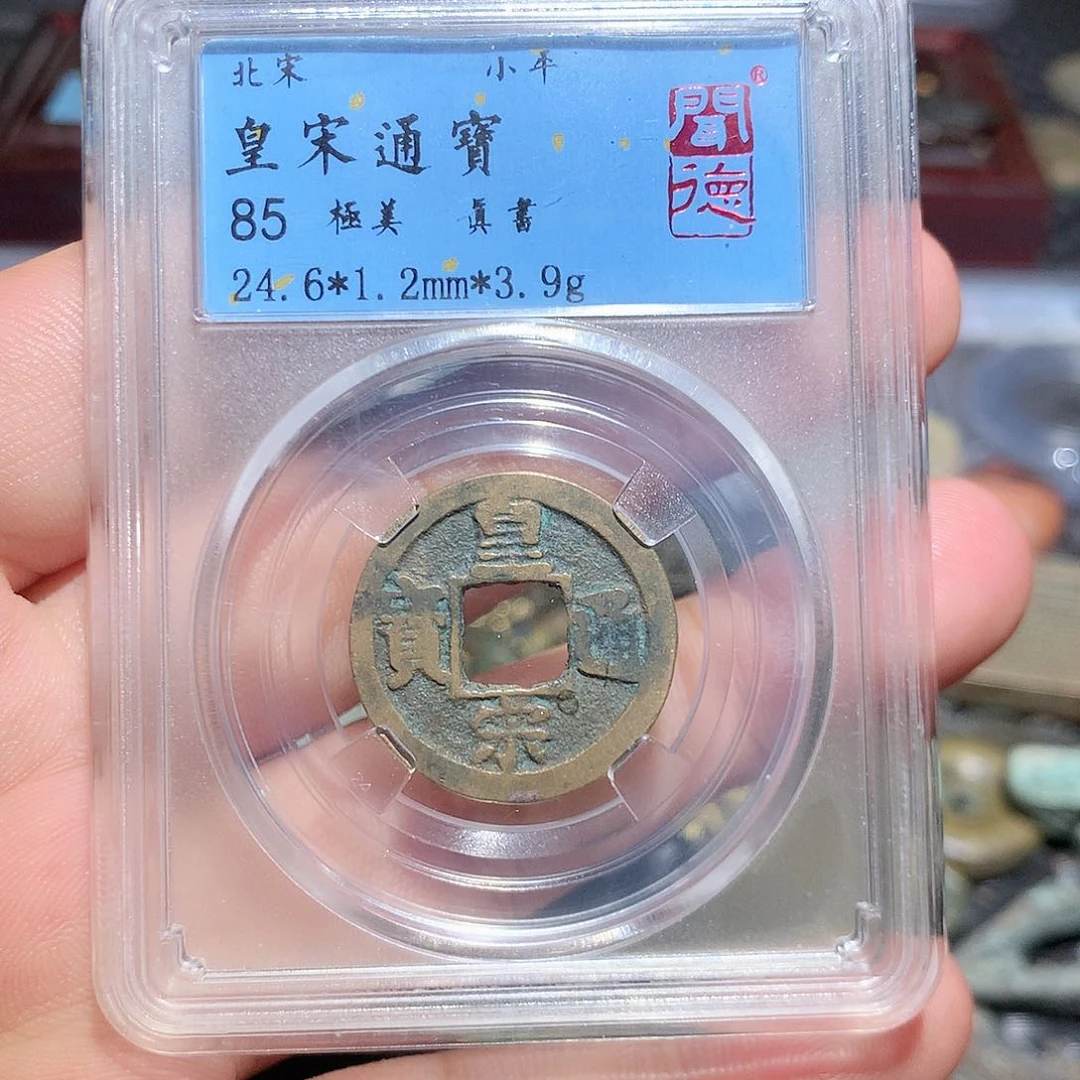 北宋 小平
皇宋通寶
85 極美 真書
24.6*1.2mm*3.9g
聞德
®
皇宋通寶